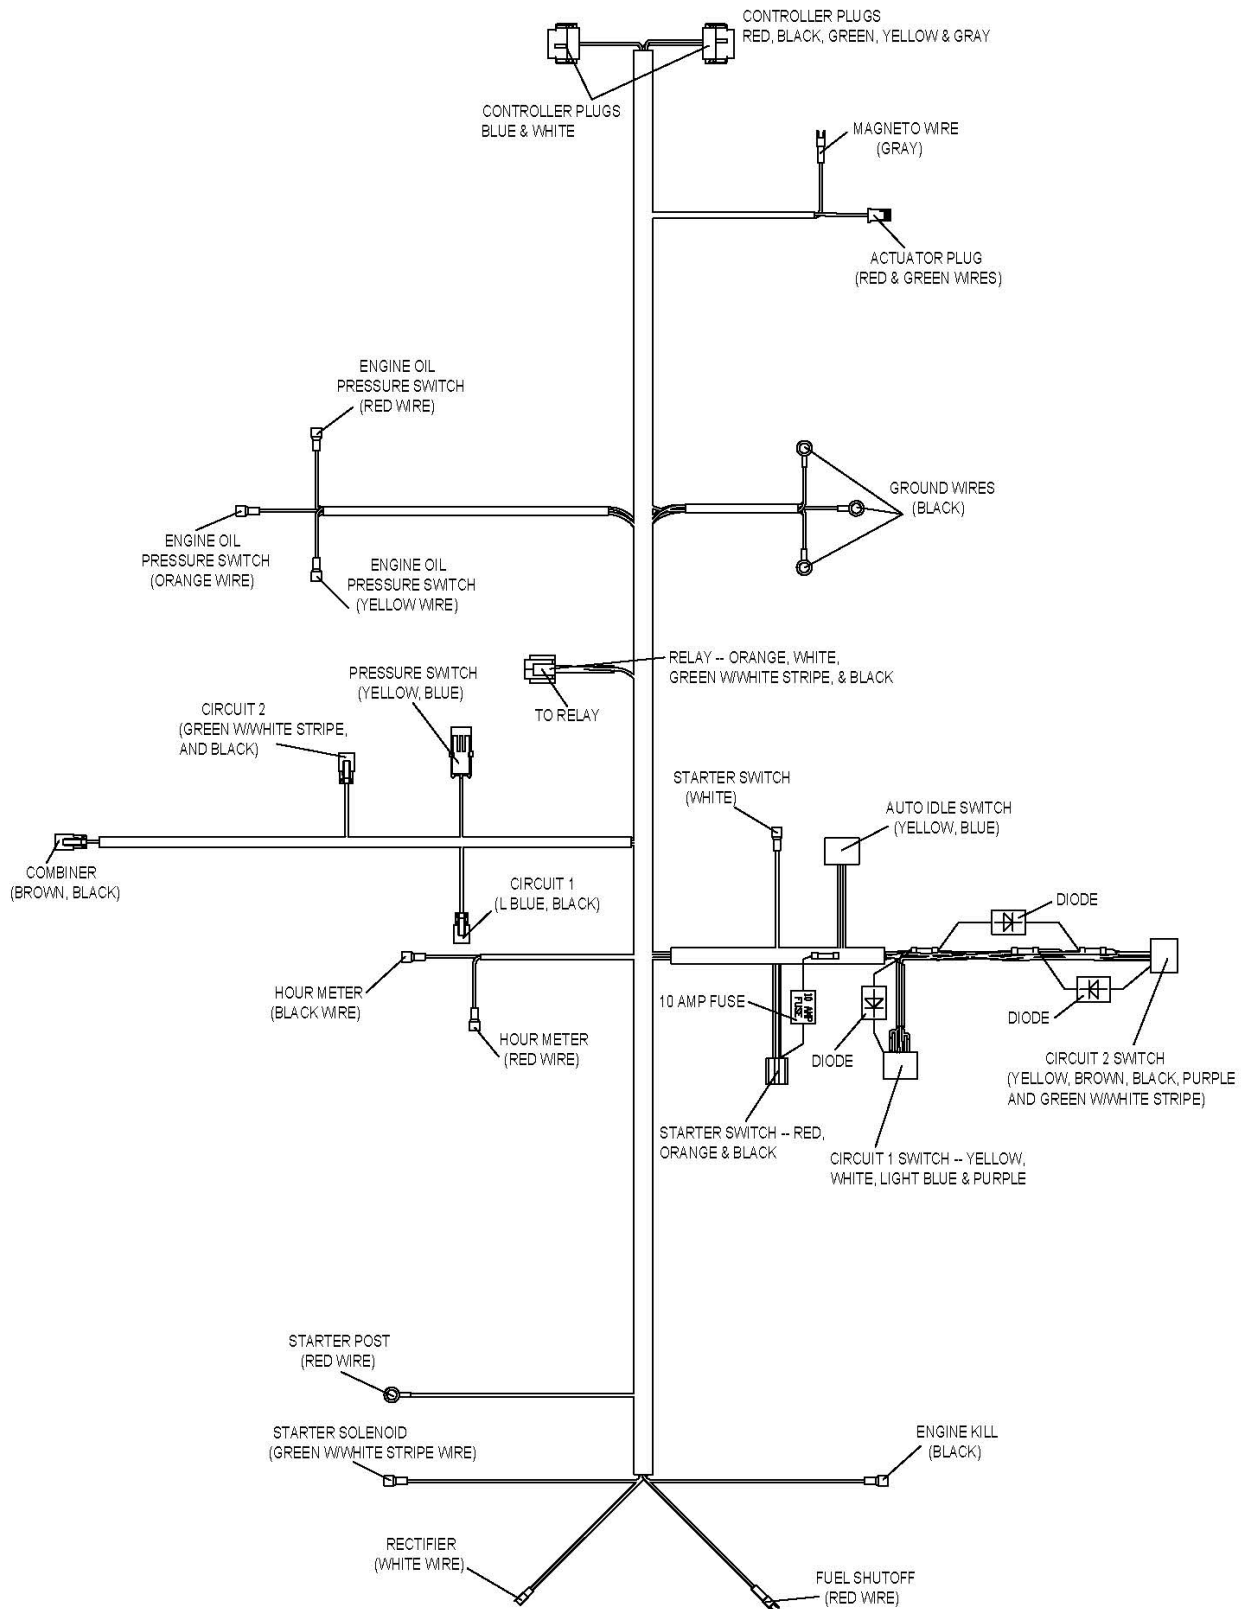 CONTROLLER PLUGS
RED, BLACK, GREEN, YELLOW & GRAY
CONTROLLER PLUGS
BLUE & WHITE
MAGNETO WIRE
(GRAY)
ACTUATOR PLUG
(RED & GREEN WIRES)
ENGINE OIL
PRESSURE SWITCH
(RED WIRE)
GROUND WIRES
(BLACK)
ENGINE OIL
PRESSURE SWITCH
(ORANGE WIRE)
ENGINE OIL
PRESSURE SWITCH
(YELLOW WIRE)
RELAY -- ORANGE, WHITE,
GREEN W/WHITE STRIPE, & BLACK
TO RELAY
PRESSURE SWITCH
(YELLOW, BLUE)
CIRCUIT 2
(GREEN W/WHITE STRIPE,
AND BLACK)
STARTER SWITCH
(WHITE)
AUTO IDLE SWITCH
(YELLOW, BLUE)
COMBINER
(BROWN, BLACK)
CIRCUIT 1
(L BLUE, BLACK)
DIODE
HOUR METER
(BLACK WIRE)
10 AMP FUSE
10 AMP
FUSE
DIODE
HOUR METER
(RED WIRE)
DIODE
CIRCUIT 2 SWITCH
(YELLOW, BROWN, BLACK, PURPLE
AND GREEN W/WHITE STRIPE)
STARTER SWITCH -- RED,
ORANGE & BLACK
CIRCUIT 1 SWITCH -- YELLOW,
WHITE, LIGHT BLUE & PURPLE
STARTER POST
(RED WIRE)
STARTER SOLENOID
(GREEN W/WHITE STRIPE WIRE)
ENGINE KILL
(BLACK)
RECTIFIER
(WHITE WIRE)
FUEL SHUTOFF
(RED WIRE)